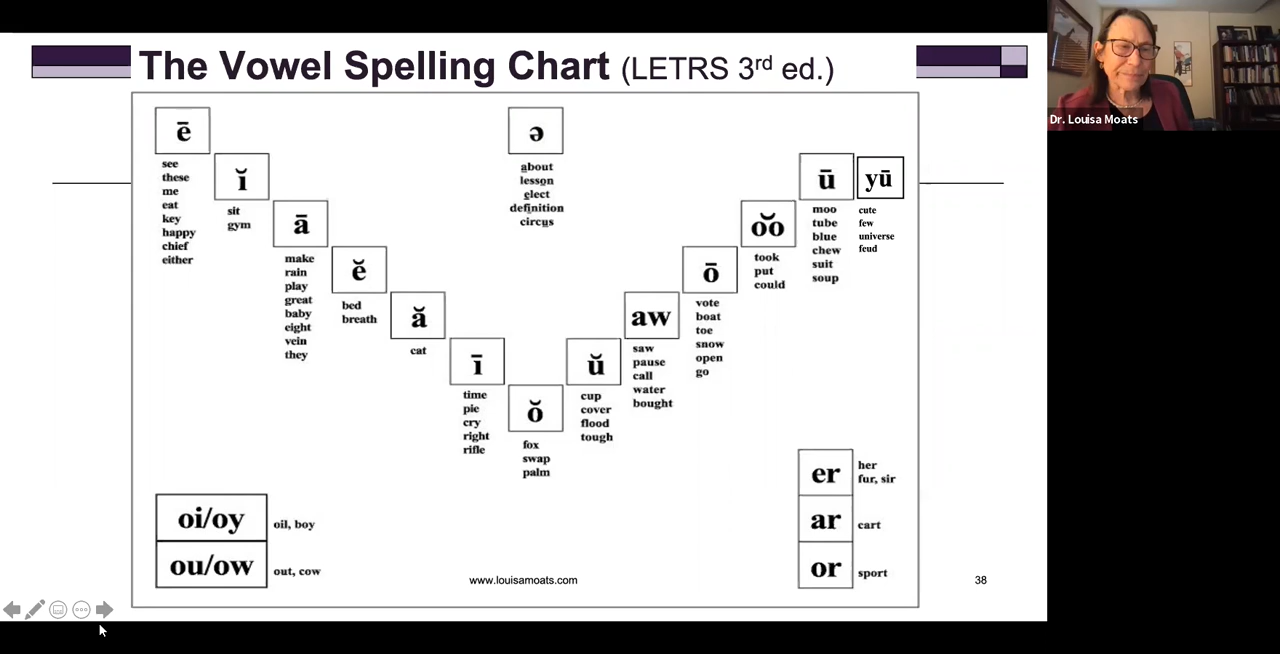 The Vowel Spelling Chart (LETRS 3rd ed.)
Dr. Louisa Moats
ē
see
these
me
eat
key
happy
chief
either
ĭ
sit
gym
ā
make
rain
play
great
baby
eight
vein
they
ĕ
bed
breath
ă
cat
ī
time
pie
cry
right
rifle
ŏ
fox
swap
palm
ə
about
lesson
elect
definition
circus
ŭ
cup
cover
flood
tough
aw
saw
pause
call
water
bought
ō
vote
boat
toe
snow
open
go
o͝o
took
put
could
ū
moo
tube
blue
chew
suit
soup
yū
cute
few
universe
feud
oi/oy
oil, boy
ou/ow
out, cow
er
her
fur, sir
ar
cart
or
sport
www.louisamoats.com
38